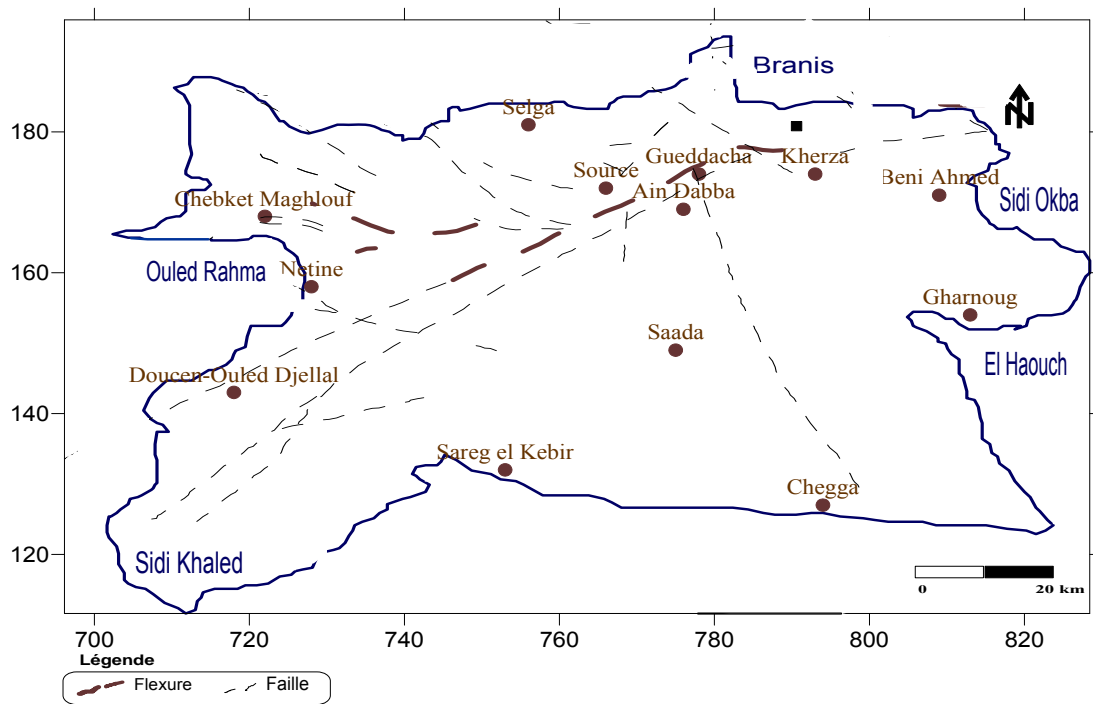 Branis
Selga
180
N
Gueddacha
Kherza
Source
Beni Ahmed
Ain Dabba
Chebket Maghlouf
Sidi Okba
160
Ouled Rahma
Netine
Gharnoug
Saada
El Haouch
Doucen-Ouled Djellal
140
Sareg el Kebir
Chegga
120
Sidi Khaled
0 20 km
700 720 740 760 780 800 820
Légende
Flexure Faille